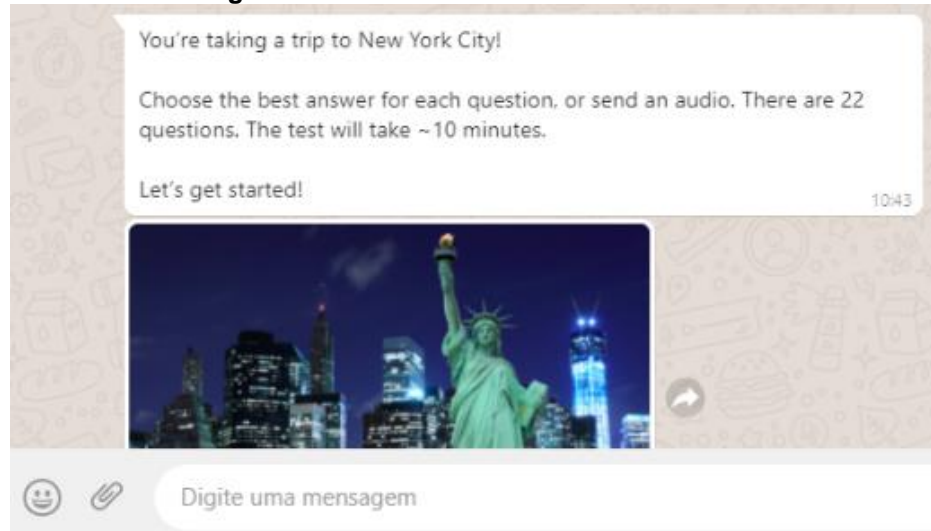 You're taking a trip to New York City!
Choose the best answer for each question, or send an audio. There are 22
questions. The test will take ~10 minutes.
Let's get started!
10:43
Digite uma mensagem